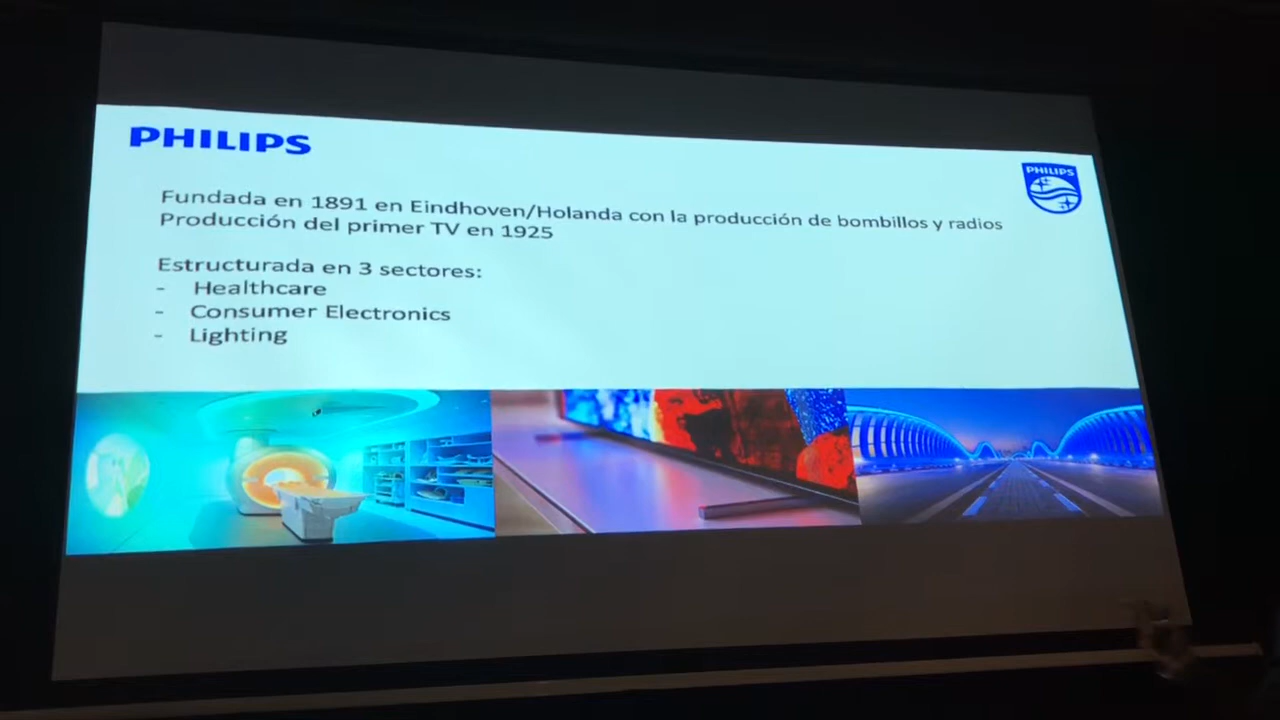 PHILIPS
PHILIPS
Fundada en 1891 en Eindhoven/Holanda con la producción de bombillos y radios
Producción del primer TV en 1925
Estructurada en 3 sectores:
- Healthcare
- Consumer Electronics
- Lighting